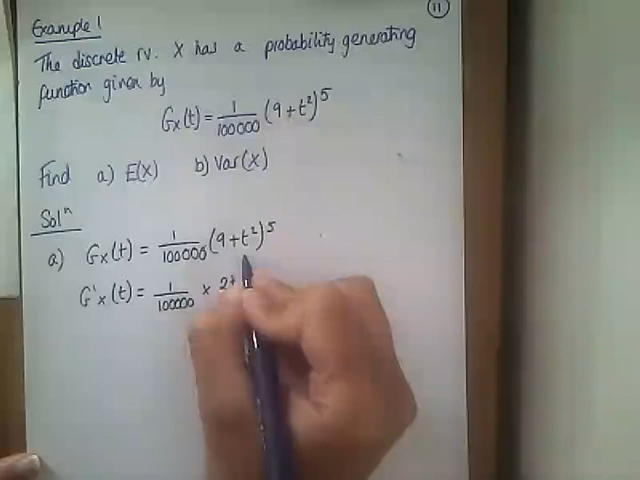 11
Example 1
The discrete rv. X has a probability generating
function given by
Gx(t) = 1/100000 (9+t²)⁵
Find a) E(X) b) Var(X)
Solⁿ
a) Gx(t) = 1/100000 (9+t²)⁵
G'x(t) = 1/100000 × 2t